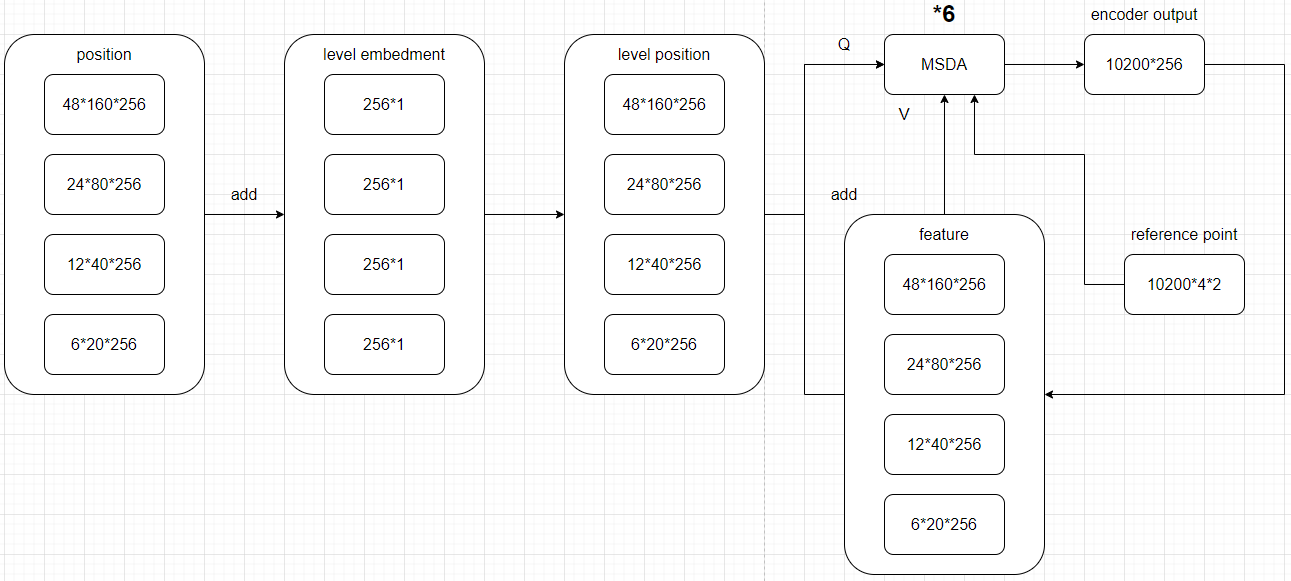 position
48*160*256
24*80*256
12*40*256
6*20*256
add
level embedment
256*1
256*1
256*1
256*1
level position
48*160*256
24*80*256
12*40*256
6*20*256
*6
Q
MSDA
V
encoder output
10200*256
add
feature
48*160*256
24*80*256
12*40*256
6*20*256
reference point
10200*4*2